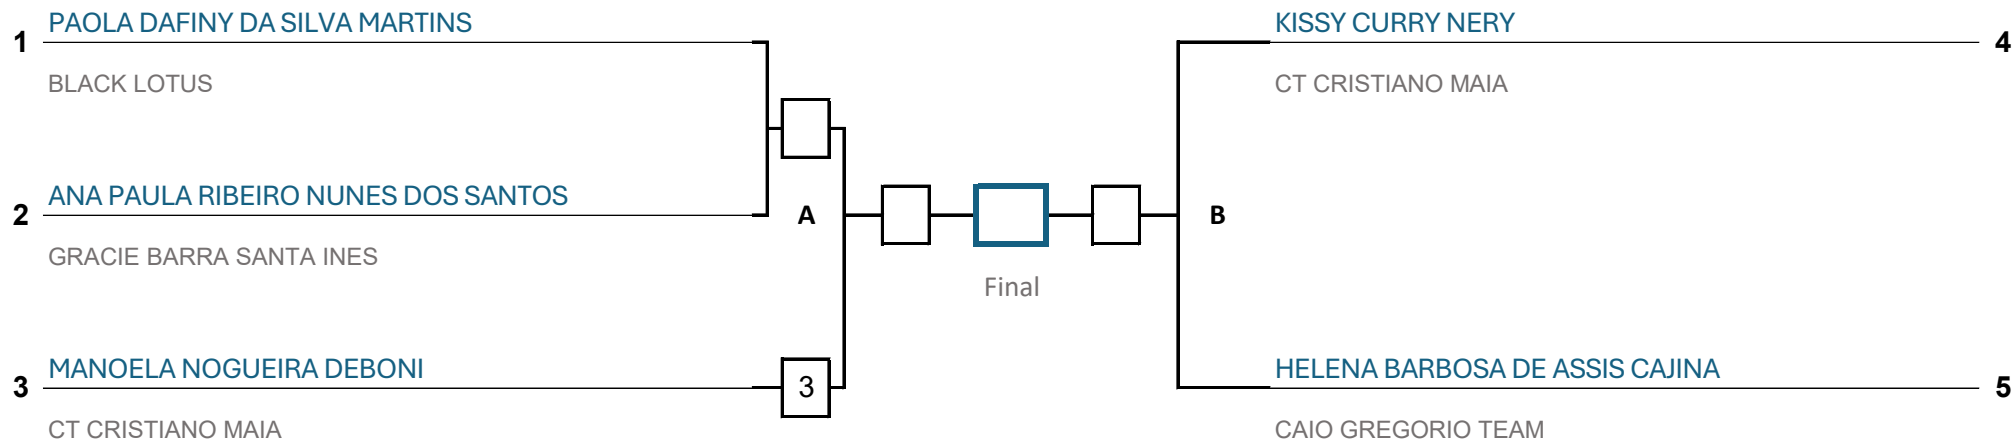 1 PAOLA DAFINY DA SILVA MARTINS
BLACK LOTUS
2 ANA PAULA RIBEIRO NUNES DOS SANTOS
GRACIE BARRA SANTA INES
A
3 MANOELA NOGUEIRA DEBONI
3
CT CRISTIANO MAIA
Final
KISSY CURRY NERY 4
CT CRISTIANO MAIA
B
HELENA BARBOSA DE ASSIS CAJINA 5
CAIO GREGORIO TEAM